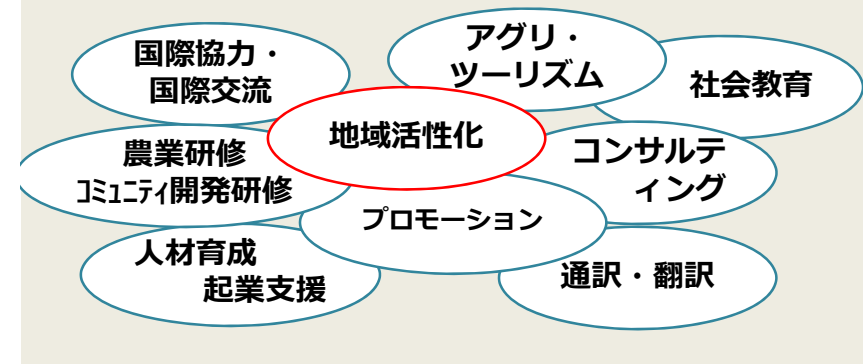 国際協力・
国際交流
アグリ・
ツーリズム
社会教育
地域活性化
農業研修
ｺﾐｭﾆﾃｨ開発研修
コンサルテ
ィング
プロモーション
人材育成
起業支援
通訳・翻訳